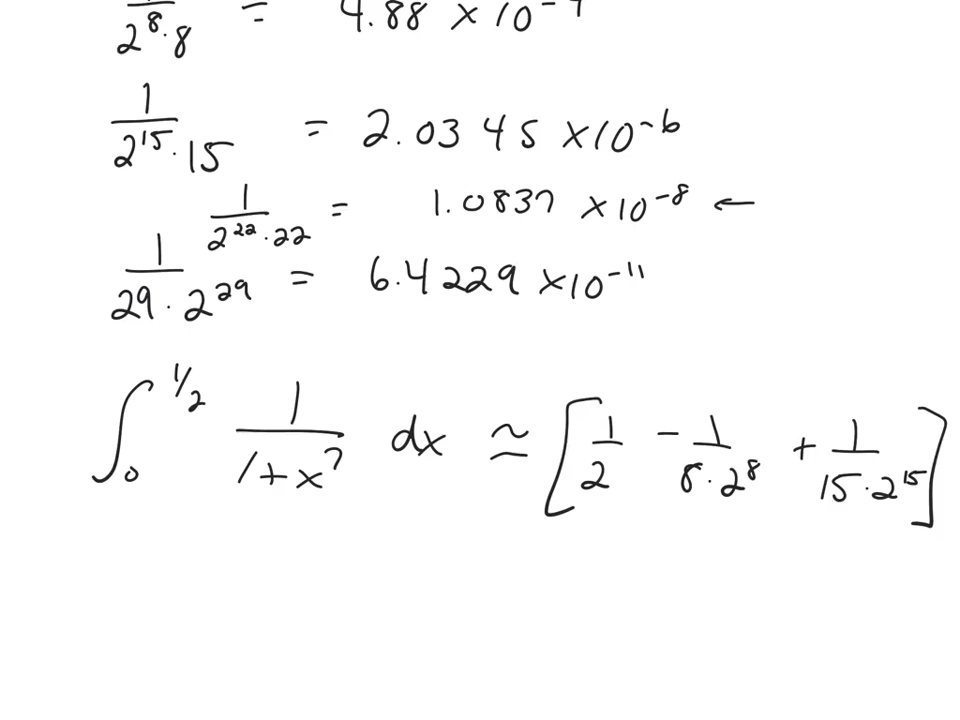 1/(2^8 · 8) = 4.88 × 10^-4
1/(2^15 · 15) = 2.0345 × 10^-6
1/(2^22 · 22) = 1.0837 × 10^-8 ←
1/(29 · 2^29) = 6.4229 × 10^-11
∫_0^{1/2} 1/(1+x^7) dx ≃ [1/2 - 1/(8·2^8) + 1/(15·2^15)]